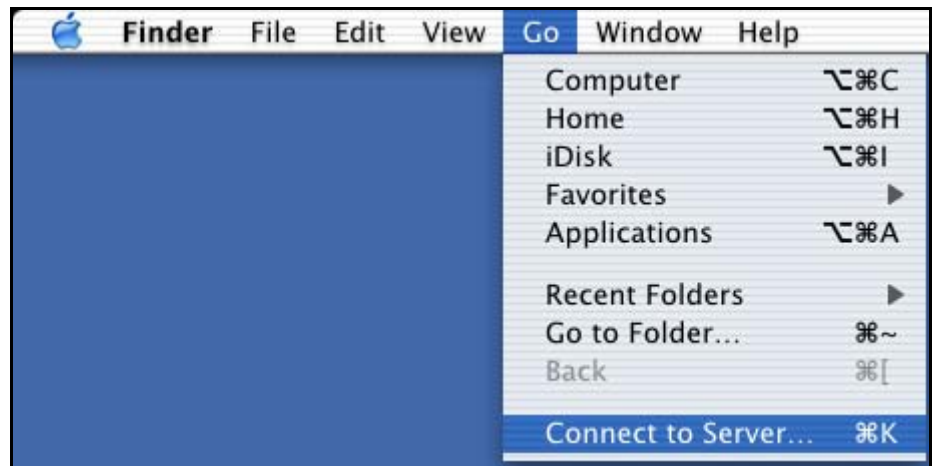 Finder File Edit View Go Window Help
Computer ⌥⌘C
Home ⌥⌘H
iDisk ⌥⌘I
Favorites ▶
Applications ⌥⌘A
Recent Folders ▶
Go to Folder... ⌘~
Back ⌘[
Connect to Server... ⌘K